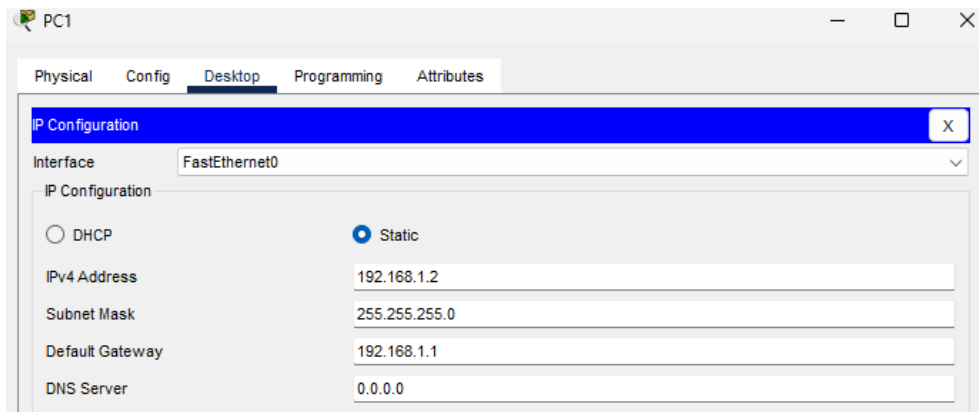 PC1
Physical Config Desktop Programming Attributes
IP Configuration X
Interface FastEthernet0
IP Configuration
DHCP Static
IPv4 Address 192.168.1.2
Subnet Mask 255.255.255.0
Default Gateway 192.168.1.1
DNS Server 0.0.0.0